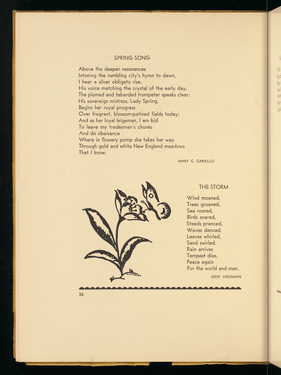 SPRING SONG
Above the deeper resonances
Intoning the rumbling city's hymn to dawn,
I hear a silver obligato rise.
His voice matching the crystal of the early day,
The plumed and tabarded trumpeter speaks clear:
His sovereign mistress, Lady Spring,
Begins her royal progress
Over fragrant, blossom-patined fields today:
And as her loyal leigeman, I am bid
To leave my tradesman's chores
And do obeisance
Where in flowery pomp she takes her way
Through gold and white New England meadows
That I know.
MARY C. CARRILLO
THE STORM
Wind moaned,
Trees groaned,
Sea roared,
Birds soared,
Steeds pranced,
Waves danced,
Leaves whirled,
Sand swirled.
Rain arrives
Tempest dies,
Peace again
For the world and men.
JEAN
26